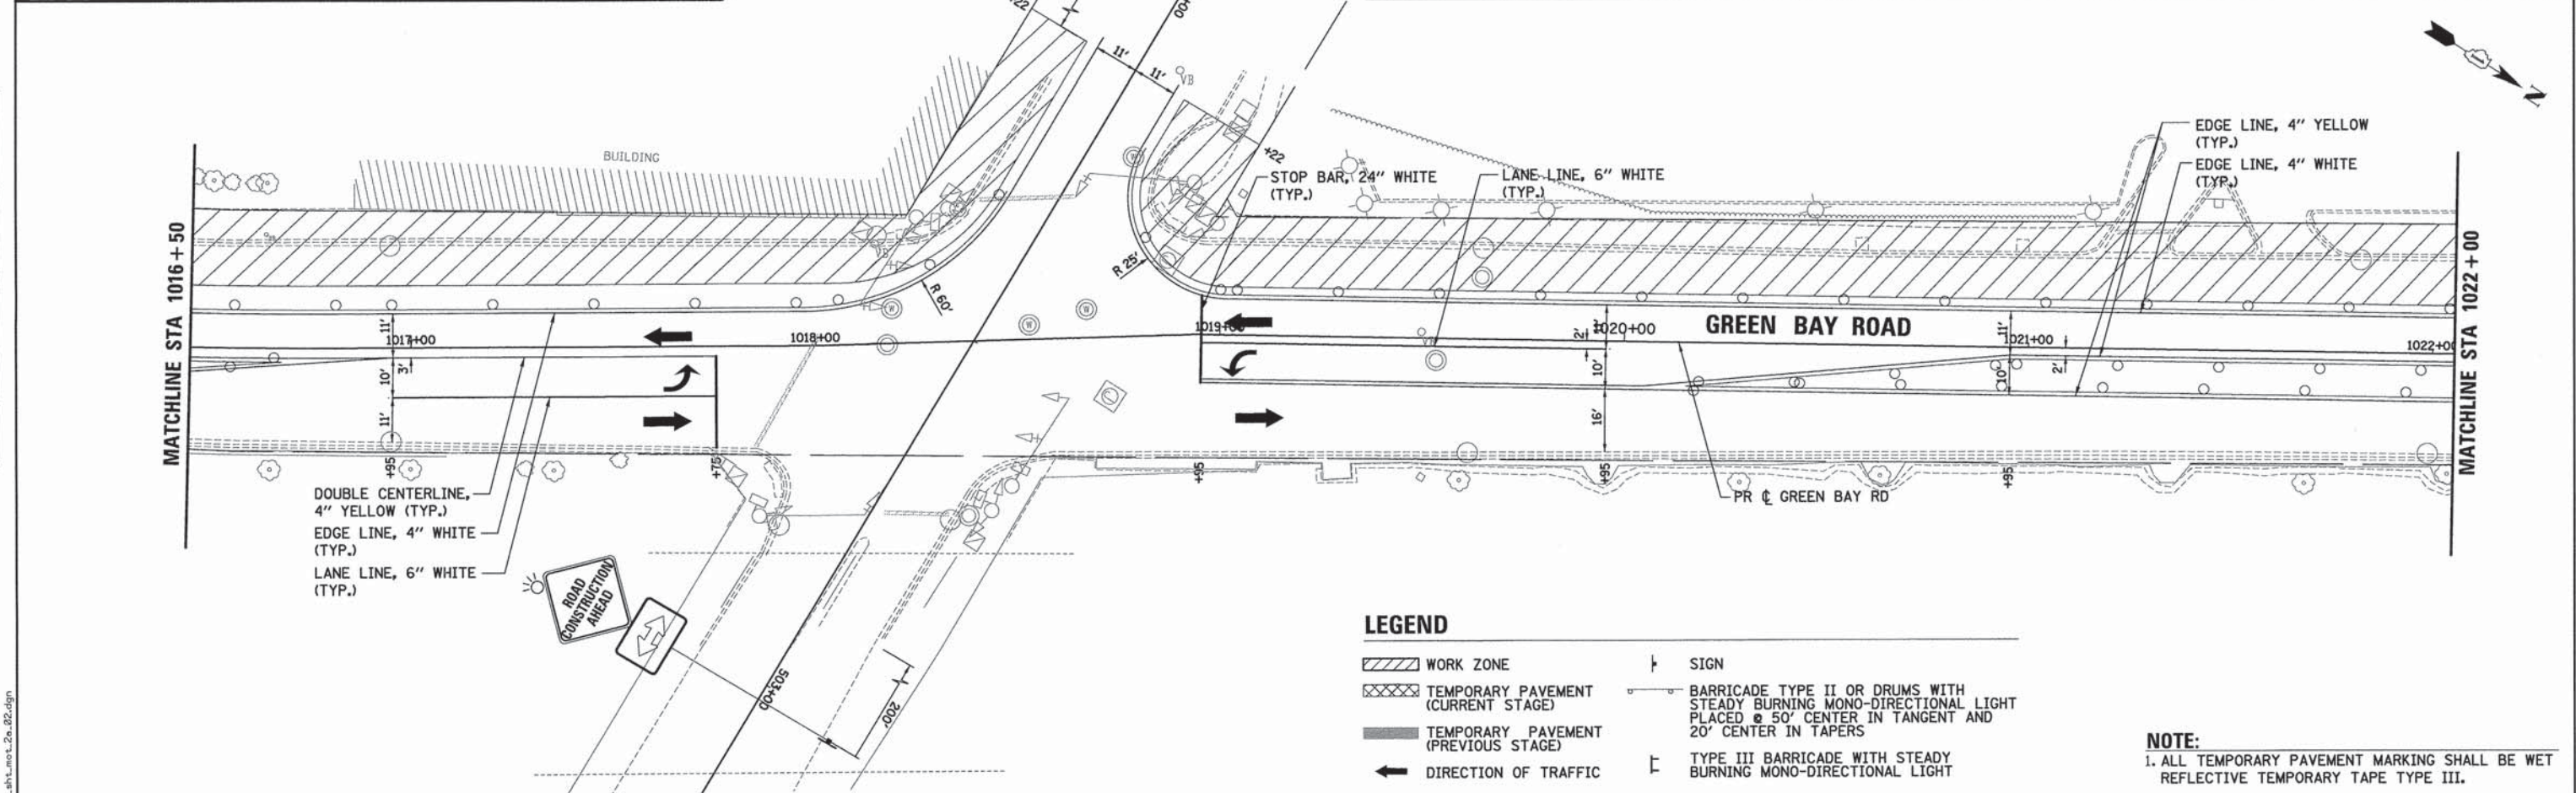 22
00+
11'
11'
VB
+22
N
BUILDING
STOP BAR, 24" WHITE
(TYP.)
LANE LINE, 6" WHITE
(TYP.)
EDGE LINE, 4" YELLOW
(TYP.)
EDGE LINE, 4" WHITE
(TYP.)
MATCHLINE STA 1016+50
MATCHLINE STA 1022+00
R 60'
R 25'
W
W
W
W
11'
1017+00
3'
10'
11'
1018+00
1019+00
2'
1020+00
10'
16'
GREEN BAY ROAD
11'
1021+00
10'
2'
1022+00
+95
+75
+95
+95
+95
PR ℄ GREEN BAY RD
DOUBLE CENTERLINE,
4" YELLOW (TYP.)
EDGE LINE, 4" WHITE
(TYP.)
LANE LINE, 6" WHITE
(TYP.)
ROAD
CONSTRUCTION
AHEAD
503+00
200'
LEGEND
WORK ZONE
TEMPORARY PAVEMENT
(CURRENT STAGE)
TEMPORARY PAVEMENT
(PREVIOUS STAGE)
DIRECTION OF TRAFFIC
SIGN
BARRICADE TYPE II OR DRUMS WITH
STEADY BURNING MONO-DIRECTIONAL LIGHT
PLACED @ 50' CENTER IN TANGENT AND
20' CENTER IN TAPERS
TYPE III BARRICADE WITH STEADY
BURNING MONO-DIRECTIONAL LIGHT
NOTE:
1. ALL TEMPORARY PAVEMENT MARKING SHALL BE WET
REFLECTIVE TEMPORARY TAPE TYPE III.
_sht_mot_2a_02.dgn